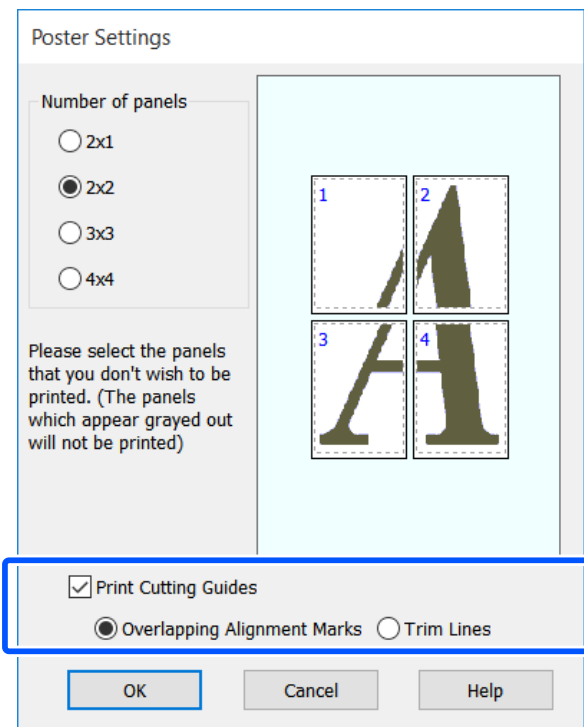 Poster Settings
Number of panels
2x1
2x2
3x3
4x4
1
2
3
4
Please select the panels
that you don't wish to be
printed. (The panels
which appear grayed out
will not be printed)
Print Cutting Guides
Overlapping Alignment Marks Trim Lines
OK Cancel Help